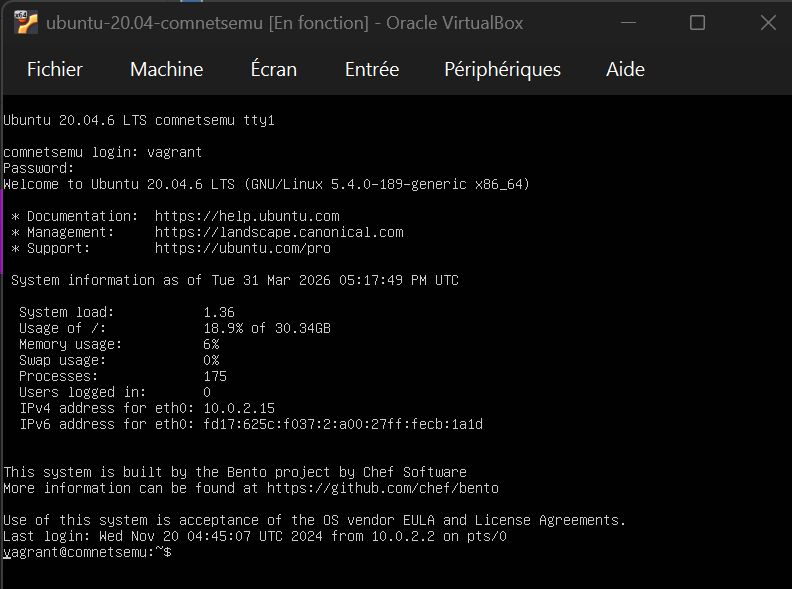 ubuntu-20.04-comnetsemu [En fonction] - Oracle VirtualBox
Fichier Machine Écran Entrée Périphériques Aide
Ubuntu 20.04.6 LTS comnetsemu tty1
comnetsemu login: vagrant
Password:
Welcome to Ubuntu 20.04.6 LTS (GNU/Linux 5.4.0-189-generic x86_64)
* Documentation: https://help.ubuntu.com
* Management: https://landscape.canonical.com
* Support: https://ubuntu.com/pro
System information as of Tue 31 Mar 2026 05:17:49 PM UTC
System load: 1.36
Usage of /: 18.9% of 30.34GB
Memory usage: 6%
Swap usage: 0%
Processes: 175
Users logged in: 0
IPv4 address for eth0: 10.0.2.15
IPv6 address for eth0: fd17:625c:f037:2:a00:27ff:fecb:1a1d
This system is built by the Bento project by Chef Software
More information can be found at https://github.com/chef/bento
Use of this system is acceptance of the OS vendor EULA and License Agreements.
Last login: Wed Nov 20 04:45:07 UTC 2024 from 10.0.2.2 on pts/0
vagrant@comnetsemu:~$